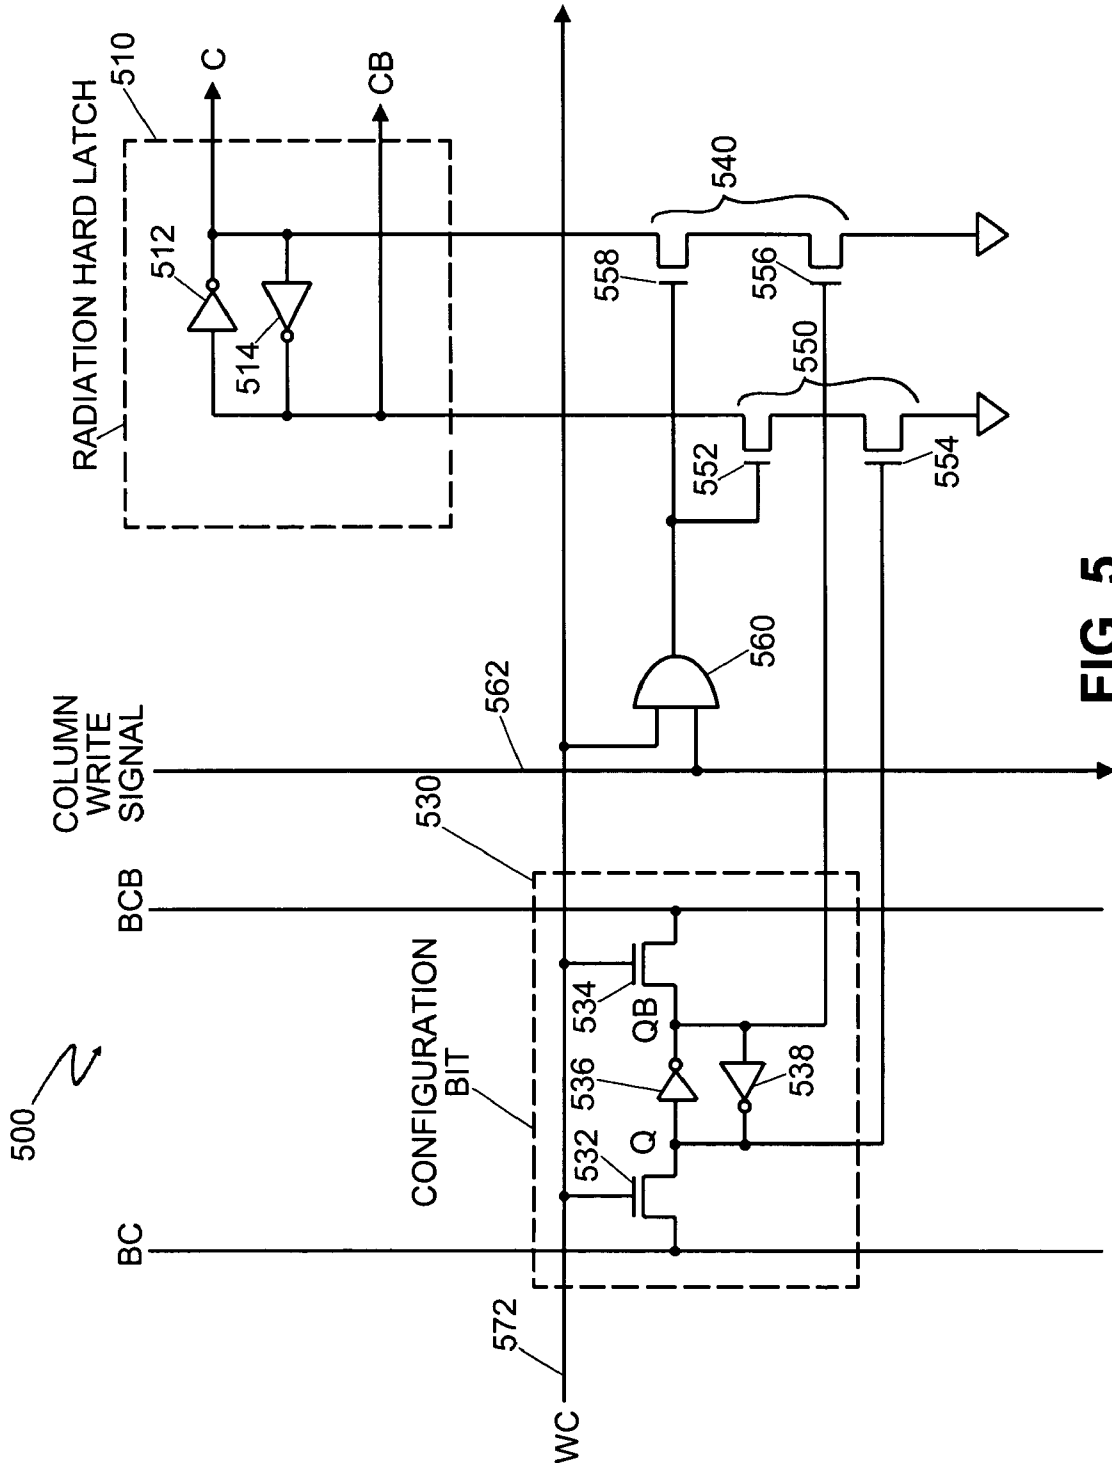 500
BC
BCB
COLUMN
WRITE
SIGNAL
RADIATION HARD LATCH
510
512
514
C
CB
CONFIGURATION
BIT
530
562
WC
572
532
534
Q
QB
536
538
560
558
540
552
550
556
554
FIG. 5